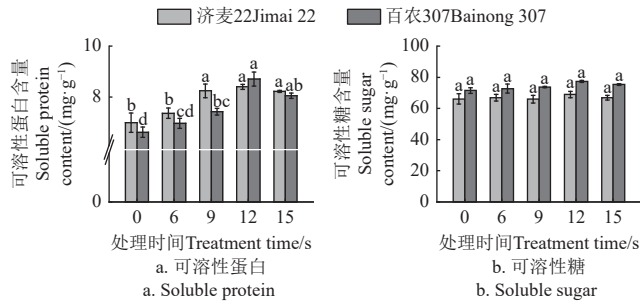 济麦22Jimai 22 百农307Bainong 307
可溶性蛋白含量
Soluble protein
content/(mg·g⁻¹)
10
8
0
b d b cd a bc a a a ab
0 6 9 12 15
处理时间Treatment time/s
a. 可溶性蛋白
a. Soluble protein
可溶性糖含量
Soluble sugar
content/(mg·g⁻¹)
100
80
60
40
20
0
a a a a a a a a a a
0 6 9 12 15
处理时间Treatment time/s
b. 可溶性糖
b. Soluble sugar